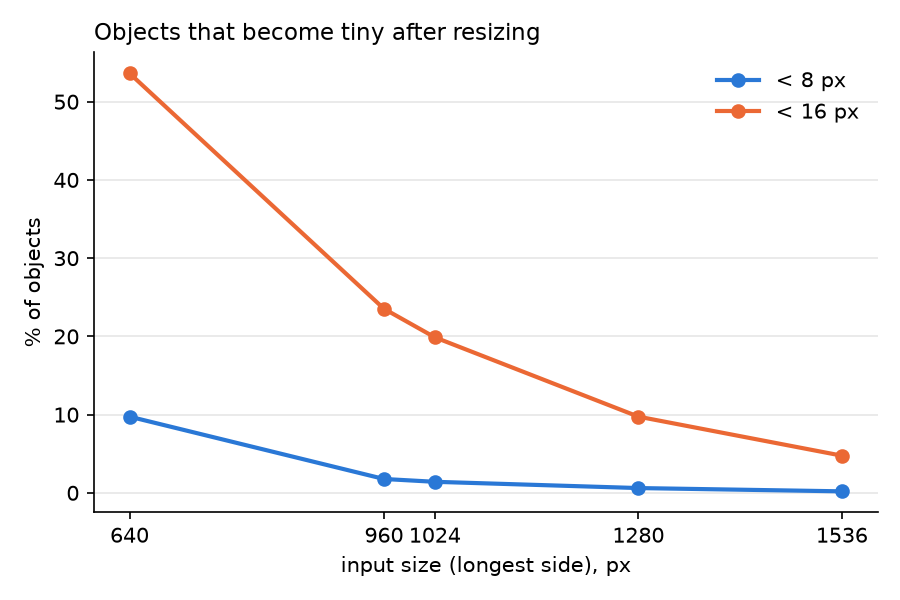 Objects that become tiny after resizing
< 8 px
< 16 px
% of objects
50
40
30
20
10
0
640 960 1024 1280 1536
input size (longest side), px